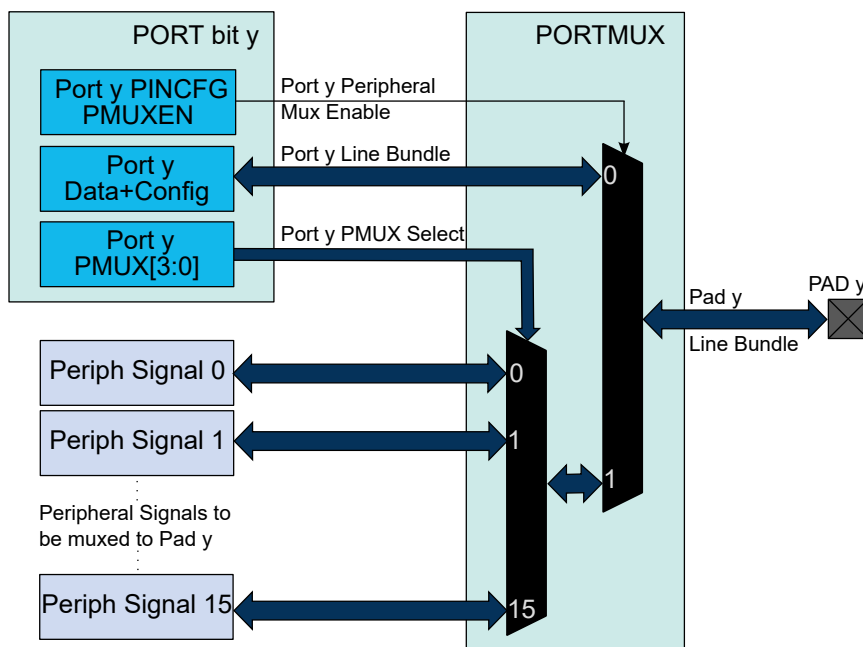 PORT bit y
PORTMUX
Port y PINCFG
PMUXEN
Port y Peripheral
Mux Enable
Port y
Data+Config
Port y Line Bundle
0
Port y
PMUX[3:0]
Port y PMUX Select
Pad y
Line Bundle
PAD y
Periph Signal 0
0
Periph Signal 1
1
1
Peripheral Signals to
be muxed to Pad y
Periph Signal 15
15